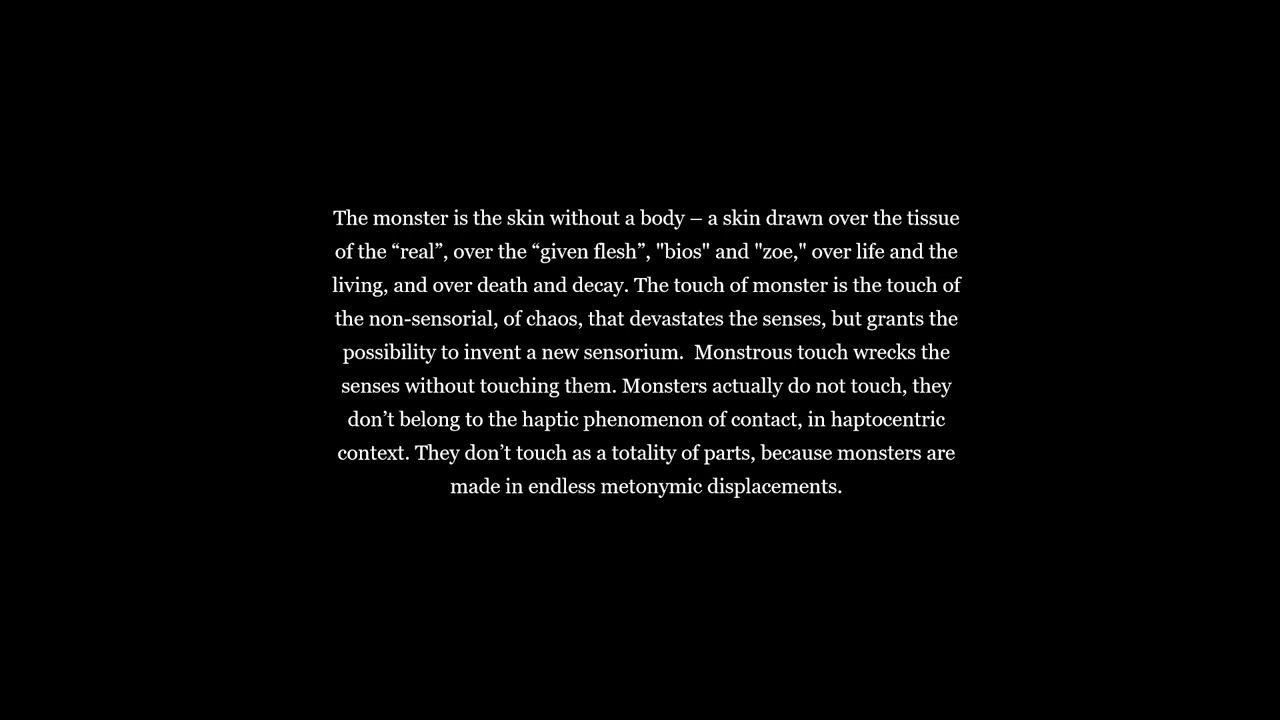 The monster is the skin without a body – a skin drawn over the tissue
of the “real”, over the “given flesh”, "bios" and "zoe," over life and the
living, and over death and decay. The touch of monster is the touch of
the non-sensorial, of chaos, that devastates the senses, but grants the
possibility to invent a new sensorium.  Monstrous touch wrecks the
senses without touching them. Monsters actually do not touch, they
don’t belong to the haptic phenomenon of contact, in haptocentric
context. They don’t touch as a totality of parts, because monsters are
made in endless metonymic displacements.